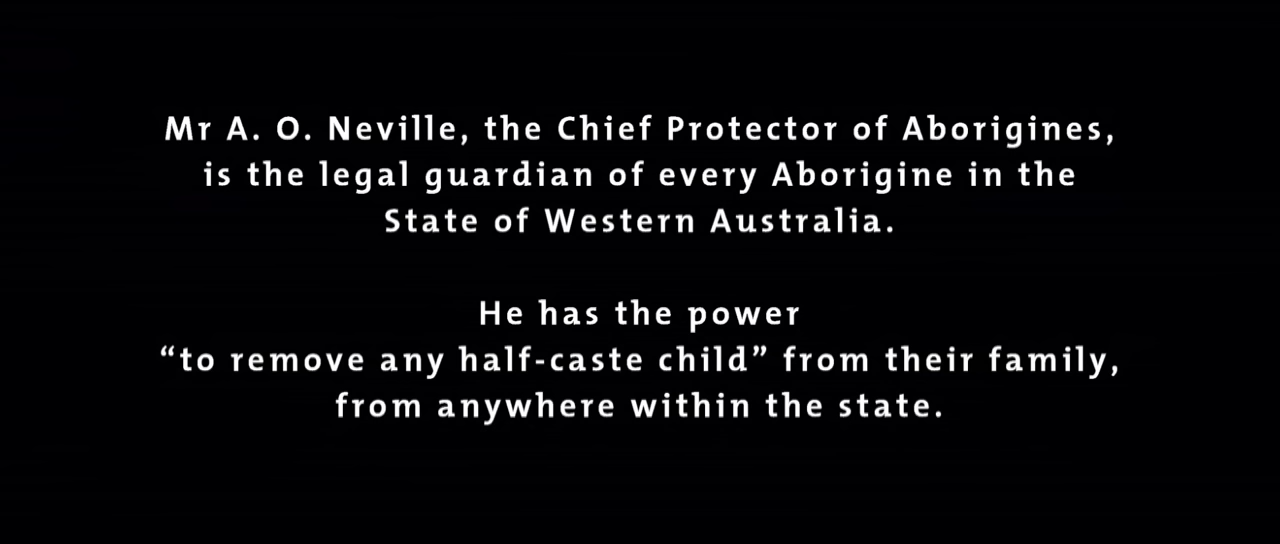 Mr A. O. Neville, the Chief Protector of Aborigines,
is the legal guardian of every Aborigine in the
State of Western Australia.
He has the power
“to remove any half-caste child” from their family,
from anywhere within the state.